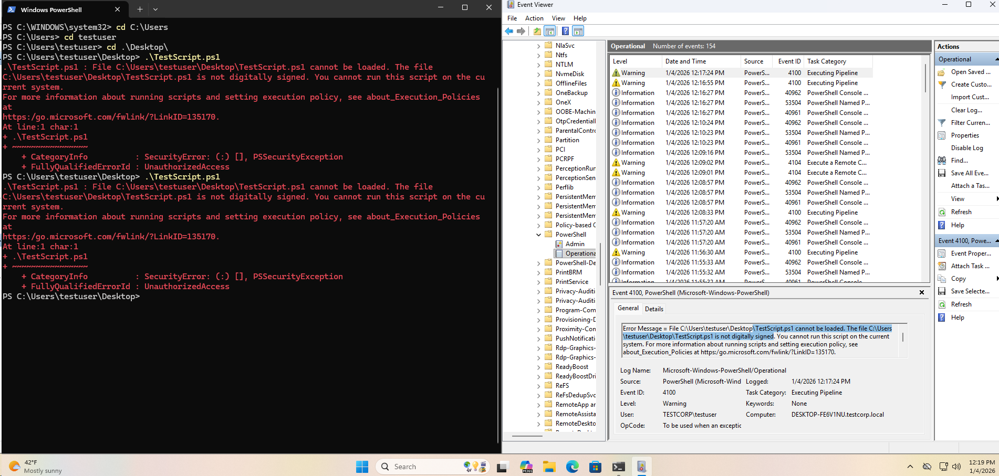 Windows PowerShell
PS C:\WINDOWS\system32> cd C:\Users
PS C:\Users> cd testuser
PS C:\Users\testuser> cd .\Desktop\
PS C:\Users\testuser\Desktop> .\TestScript.ps1
.\TestScript.ps1 : File C:\Users\testuser\Desktop\TestScript.ps1 cannot be loaded. The file
C:\Users\testuser\Desktop\TestScript.ps1 is not digitally signed. You cannot run this script on the cu
rrent system.
For more information about running scripts and setting execution policy, see about_Execution_Policies
at
https:/go.microsoft.com/fwlink/?LinkID=135170.
At line:1 char:1
+ .\TestScript.ps1
+ ~~~~~~~~~~~~~~~~
+ CategoryInfo : SecurityError: (:) [], PSSecurityException
+ FullyQualifiedErrorId : UnauthorizedAccess
PS C:\Users\testuser\Desktop> .\TestScript.ps1
.\TestScript.ps1 : File C:\Users\testuser\Desktop\TestScript.ps1 cannot be loaded. The file
C:\Users\testuser\Desktop\TestScript.ps1 is not digitally signed. You cannot run this script on the cu
rrent system.
For more information about running scripts and setting execution policy, see about_Execution_Policies
at
https:/go.microsoft.com/fwlink/?LinkID=135170.
At line:1 char:1
+ .\TestScript.ps1
+ ~~~~~~~~~~~~~~~~
+ CategoryInfo : SecurityError: (:) [], PSSecurityException
+ FullyQualifiedErrorId : UnauthorizedAccess
PS C:\Users\testuser\Desktop>
Event Viewer
File Action View Help
NlaSvc
Ntfs
NTLM
NvmeDisk
OfflineFiles
OneBackup
OneX
OOBE-Machin
OtpCredentiall
ParentalContro
Partition
PCI
PCRPF
PerceptionRun
PerceptionSen
Perflib
PersistentMem
PersistentMem
PersistentMem
Policy-based
PowerShell
Admin
Operationa
PowerShell-De
PrintBRM
PrintService
Privacy-Auditi
Privacy-Auditi
Program-Com
Provisioning-D
Proximity-Con
PushNotificati
Rdp-Graphics-
Rdp-Graphics-
ReadyBoost
ReadyBoostDri
ReFS
ReFsDedupSvc
RemoteApp ar
RemoteAssista
RemoteDeskto
Operational Number of events: 154
Level Date and Time Source Event ID Task Category
Warning 1/4/2026 12:17:24 PM PowerS... 4100 Executing Pipeline
Warning 1/4/2026 12:16:55 PM PowerS... 4100 Executing Pipeline
Information 1/4/2026 12:16:27 PM PowerS... 40962 PowerShell Console ...
Information 1/4/2026 12:16:27 PM PowerS... 53504 PowerShell Named P...
Information 1/4/2026 12:16:27 PM PowerS... 40961 PowerShell Console ...
Information 1/4/2026 12:10:24 PM PowerS... 40962 PowerShell Console ...
Information 1/4/2026 12:10:23 PM PowerS... 53504 PowerShell Named P...
Information 1/4/2026 12:10:23 PM PowerS... 40961 PowerShell Console ...
Information 1/4/2026 12:09:16 PM PowerS... 53504 PowerShell Named P...
Warning 1/4/2026 12:09:02 PM PowerS... 4104 Execute a Remote C...
Warning 1/4/2026 12:09:01 PM PowerS... 4104 Execute a Remote C...
Information 1/4/2026 12:08:57 PM PowerS... 40962 PowerShell Console ...
Information 1/4/2026 12:08:57 PM PowerS... 53504 PowerShell Named P...
Information 1/4/2026 12:08:57 PM PowerS... 40961 PowerShell Console ...
Warning 1/4/2026 12:08:33 PM PowerS... 4100 Executing Pipeline
Information 1/4/2026 11:57:20 AM PowerS... 40962 PowerShell Console ...
Information 1/4/2026 11:57:20 AM PowerS... 53504 PowerShell Named P...
Information 1/4/2026 11:57:20 AM PowerS... 40961 PowerShell Console ...
Warning 1/4/2026 11:56:30 AM PowerS... 4100 Executing Pipeline
Information 1/4/2026 11:55:33 AM PowerS... 40962 PowerShell Console ...
Information 1/4/2026 11:55:32 AM PowerS... 53504 PowerShell Named P...
Information 1/4/2026 11:55:32 AM PowerS... 40961 PowerShell Console ...
Event 4100, PowerShell (Microsoft-Windows-PowerShell)
General Details
Error Message = File C:\Users\testuser\Desktop\TestScript.ps1 cannot be loaded. The file C:\Users
\testuser\Desktop\TestScript.ps1 is not digitally signed. You cannot run this script on the current
system. For more information about running scripts and setting execution policy, see
about_Execution_Policies at https:/go.microsoft.com/fwlink/?LinkID=135170.
Log Name: Microsoft-Windows-PowerShell/Operational
Source: PowerShell (Microsoft-Wind Logged: 1/4/2026 12:17:24 PM
Event ID: 4100 Task Category: Executing Pipeline
Level: Warning Keywords: None
User: TESTCORP\testuser Computer: DESKTOP-FE6V1NU.testcorp.local
OpCode: To be used when an exceptic
Actions
Operational
Open Saved ...
Create Custo...
Import Cust...
Clear Log...
Filter Curren...
Properties
Disable Log
Find...
Save All Eve...
Attach a Tas...
View
Refresh
Help
Event 4100, Powe...
Event Proper...
Attach Task ...
Copy
Save Selecte...
Refresh
Help
42°F
Mostly sunny
Search
M365
12:19 PM
1/4/2026